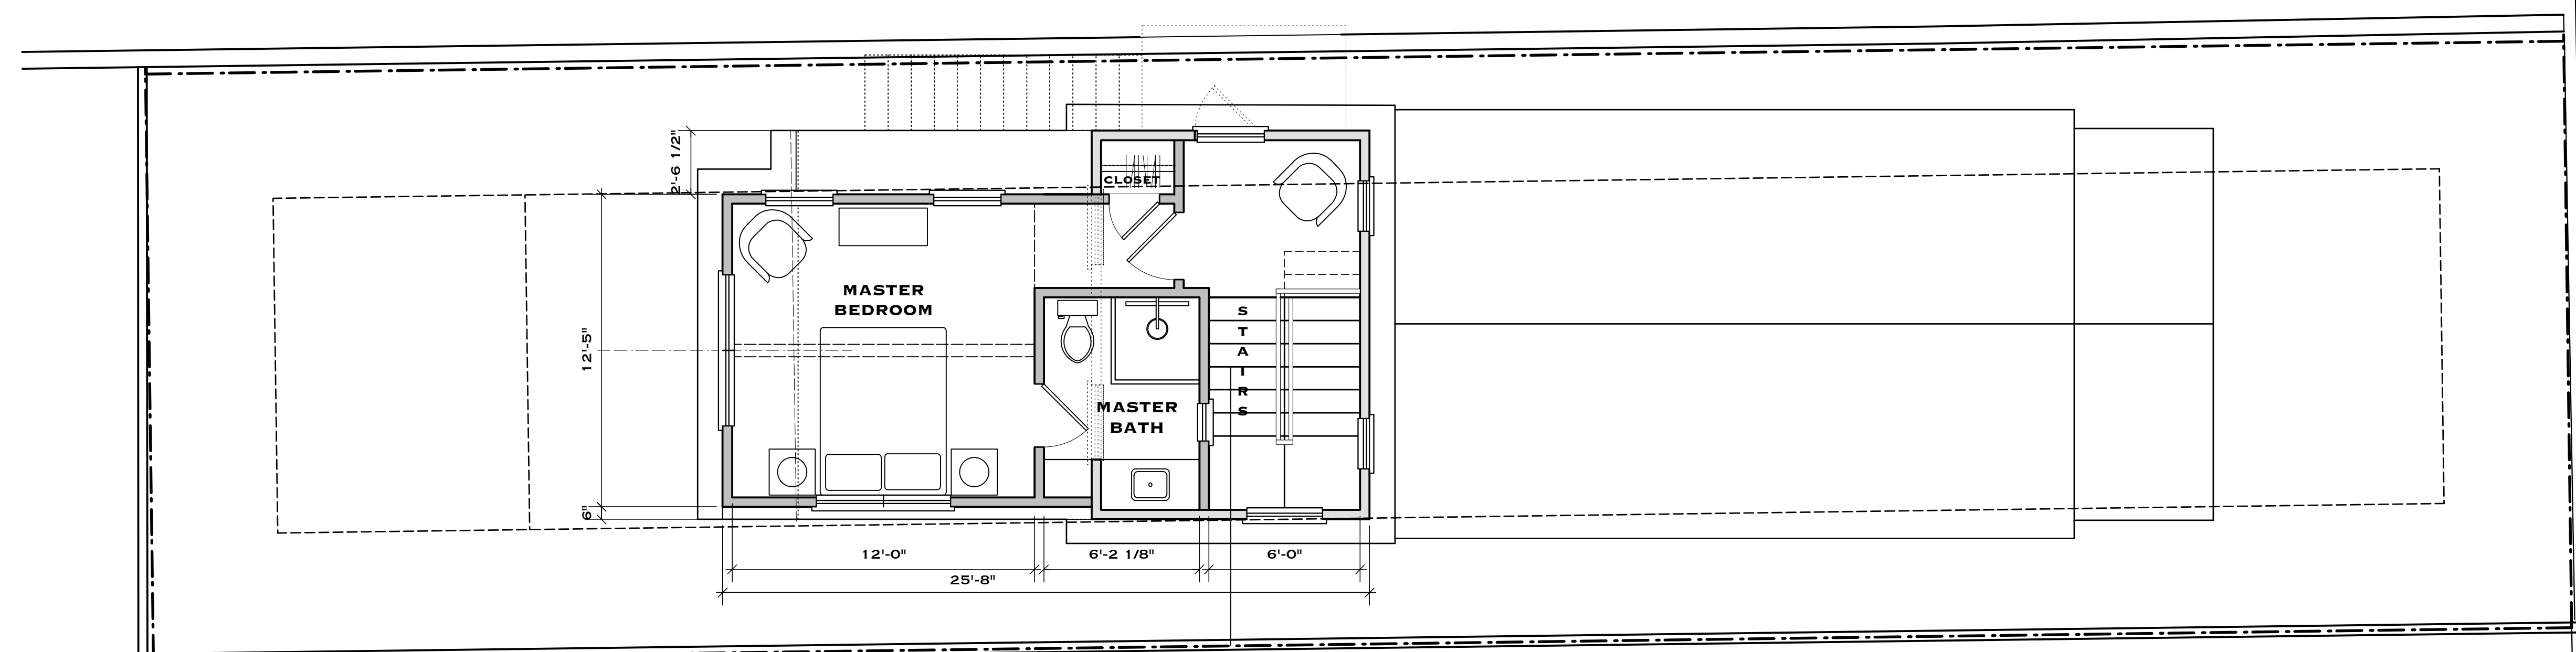 2'-6 1/2"
CLOSET
MASTER
BEDROOM
12'-5"
STAIRS
MASTER
BATH
6"
12'-0"
6'-2 1/8"
6'-0"
25'-8"